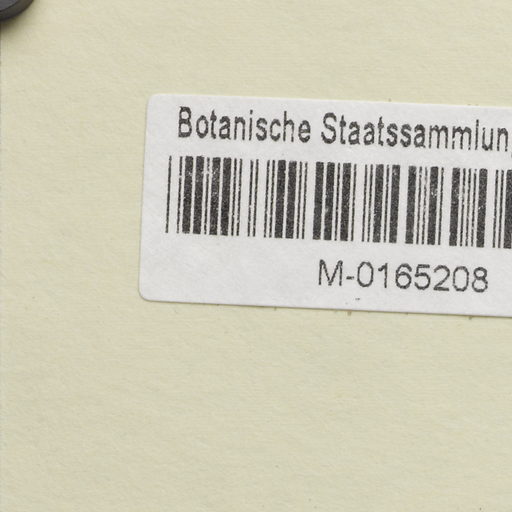 Botanische Staatssammlung
M-0165208